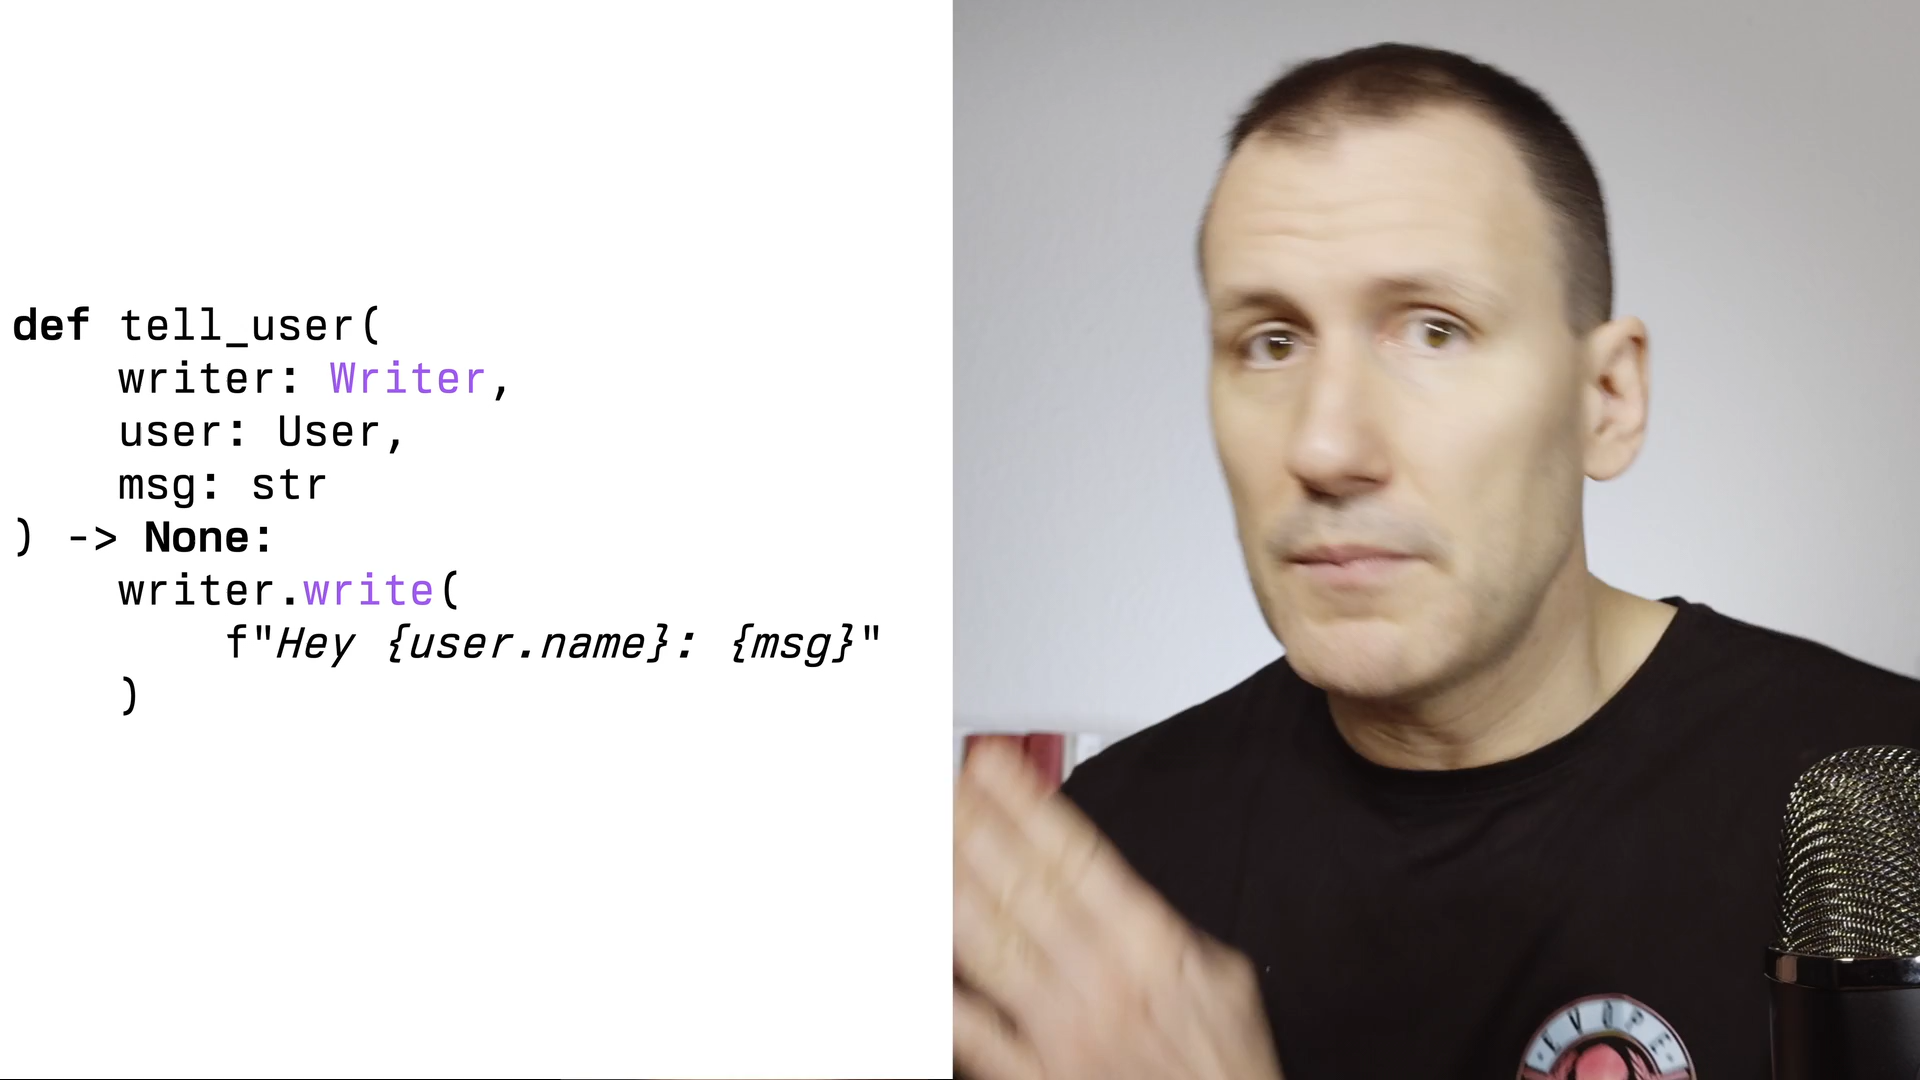 def tell_user(
    writer: Writer,
    user: User,
    msg: str
) -> None:
    writer.write(
        f"Hey {user.name}: {msg}"
    )